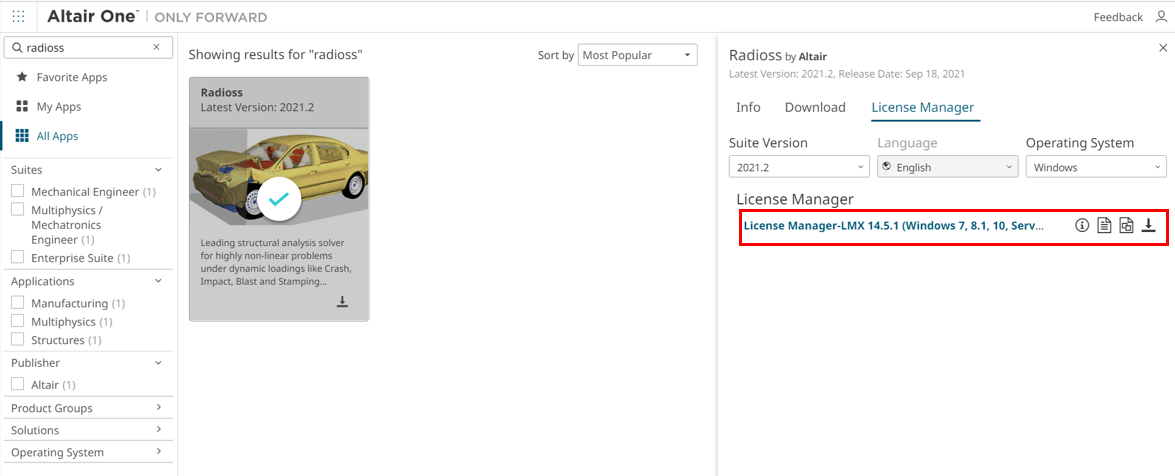 Altair One™ | ONLY FORWARD
Feedback
radioss
Favorite Apps
My Apps
All Apps
Suites
Mechanical Engineer (1)
Multiphysics /
Mechatronics
Engineer (1)
Enterprise Suite (1)
Applications
Manufacturing (1)
Multiphysics (1)
Structures (1)
Publisher
Altair (1)
Product Groups
Solutions
Operating System
Showing results for "radioss"
Sort by Most Popular
Radioss
Latest Version: 2021.2
Leading structural analysis solver
for highly non-linear problems
under dynamic loadings like Crash,
Impact, Blast and Stamping...
Radioss by Altair
Latest Version: 2021.2, Release Date: Sep 18, 2021
Info Download License Manager
Suite Version Language Operating System
2021.2 English Windows
License Manager
License Manager-LMX 14.5.1 (Windows 7, 8.1, 10, Serv...